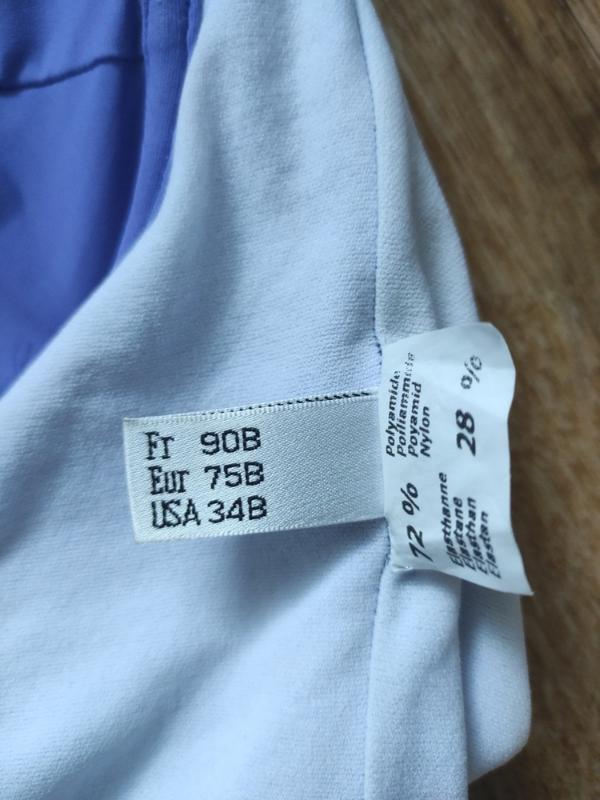 Fr 90B
Eur 75B
USA 34B
72 %
Polyamide
Poliammide
Poyamid
Nylon
Elasthanne
Elastane
Elasthan
Elastan
28 %